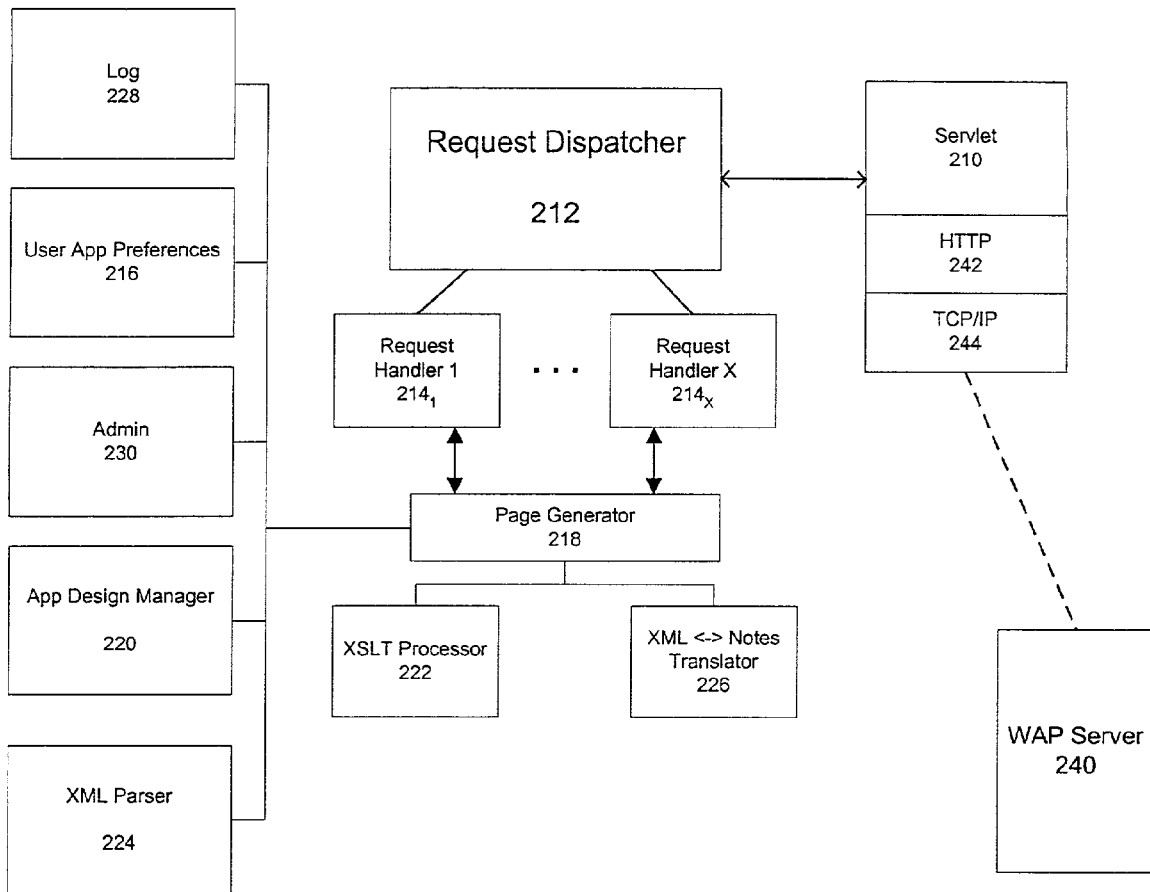 Log
228
User App Preferences
216
Admin
230
App Design Manager
220
XML Parser
224
Request Dispatcher
212
Request
Handler 1
214₁
. . .
Request
Handler X
214ₓ
Page Generator
218
XSLT Processor
222
XML <-> Notes
Translator
226
Servlet
210
HTTP
242
TCP/IP
244
WAP Server
240